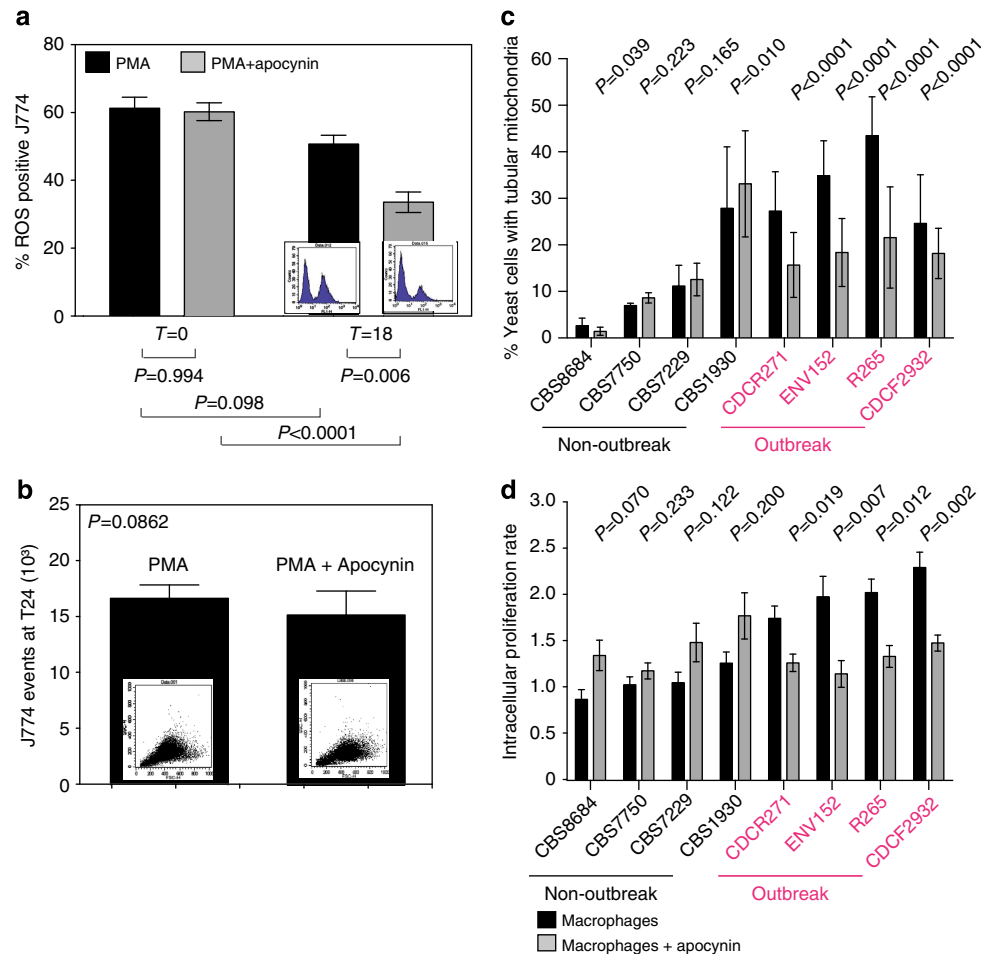 a
% ROS positive J774
80
60
40
20
0
PMA
PMA+apocynin
T=0
T=18
P=0.994
P=0.006
P=0.098
P<0.0001
b
J774 events at T24 (10³)
25
20
15
10
5
0
P=0.0862
PMA
PMA + Apocynin
c
% Yeast cells with tubular mitochondria
60
50
40
30
20
10
0
P=0.039
P=0.223
P=0.165
P=0.010
P<0.0001
P<0.0001
P<0.0001
P<0.0001
CBS8684
CBS7750
CBS7229
CBS1930
CDCR271
ENV152
R265
CDCF2932
Non-outbreak
Outbreak
d
Intracellular proliferation rate
3.0
2.5
2.0
1.5
1.0
0.5
0.0
P=0.070
P=0.233
P=0.122
P=0.200
P=0.019
P=0.007
P=0.012
P=0.002
CBS8684
CBS7750
CBS7229
CBS1930
CDCR271
ENV152
R265
CDCF2932
Non-outbreak
Outbreak
Macrophages
Macrophages + apocynin